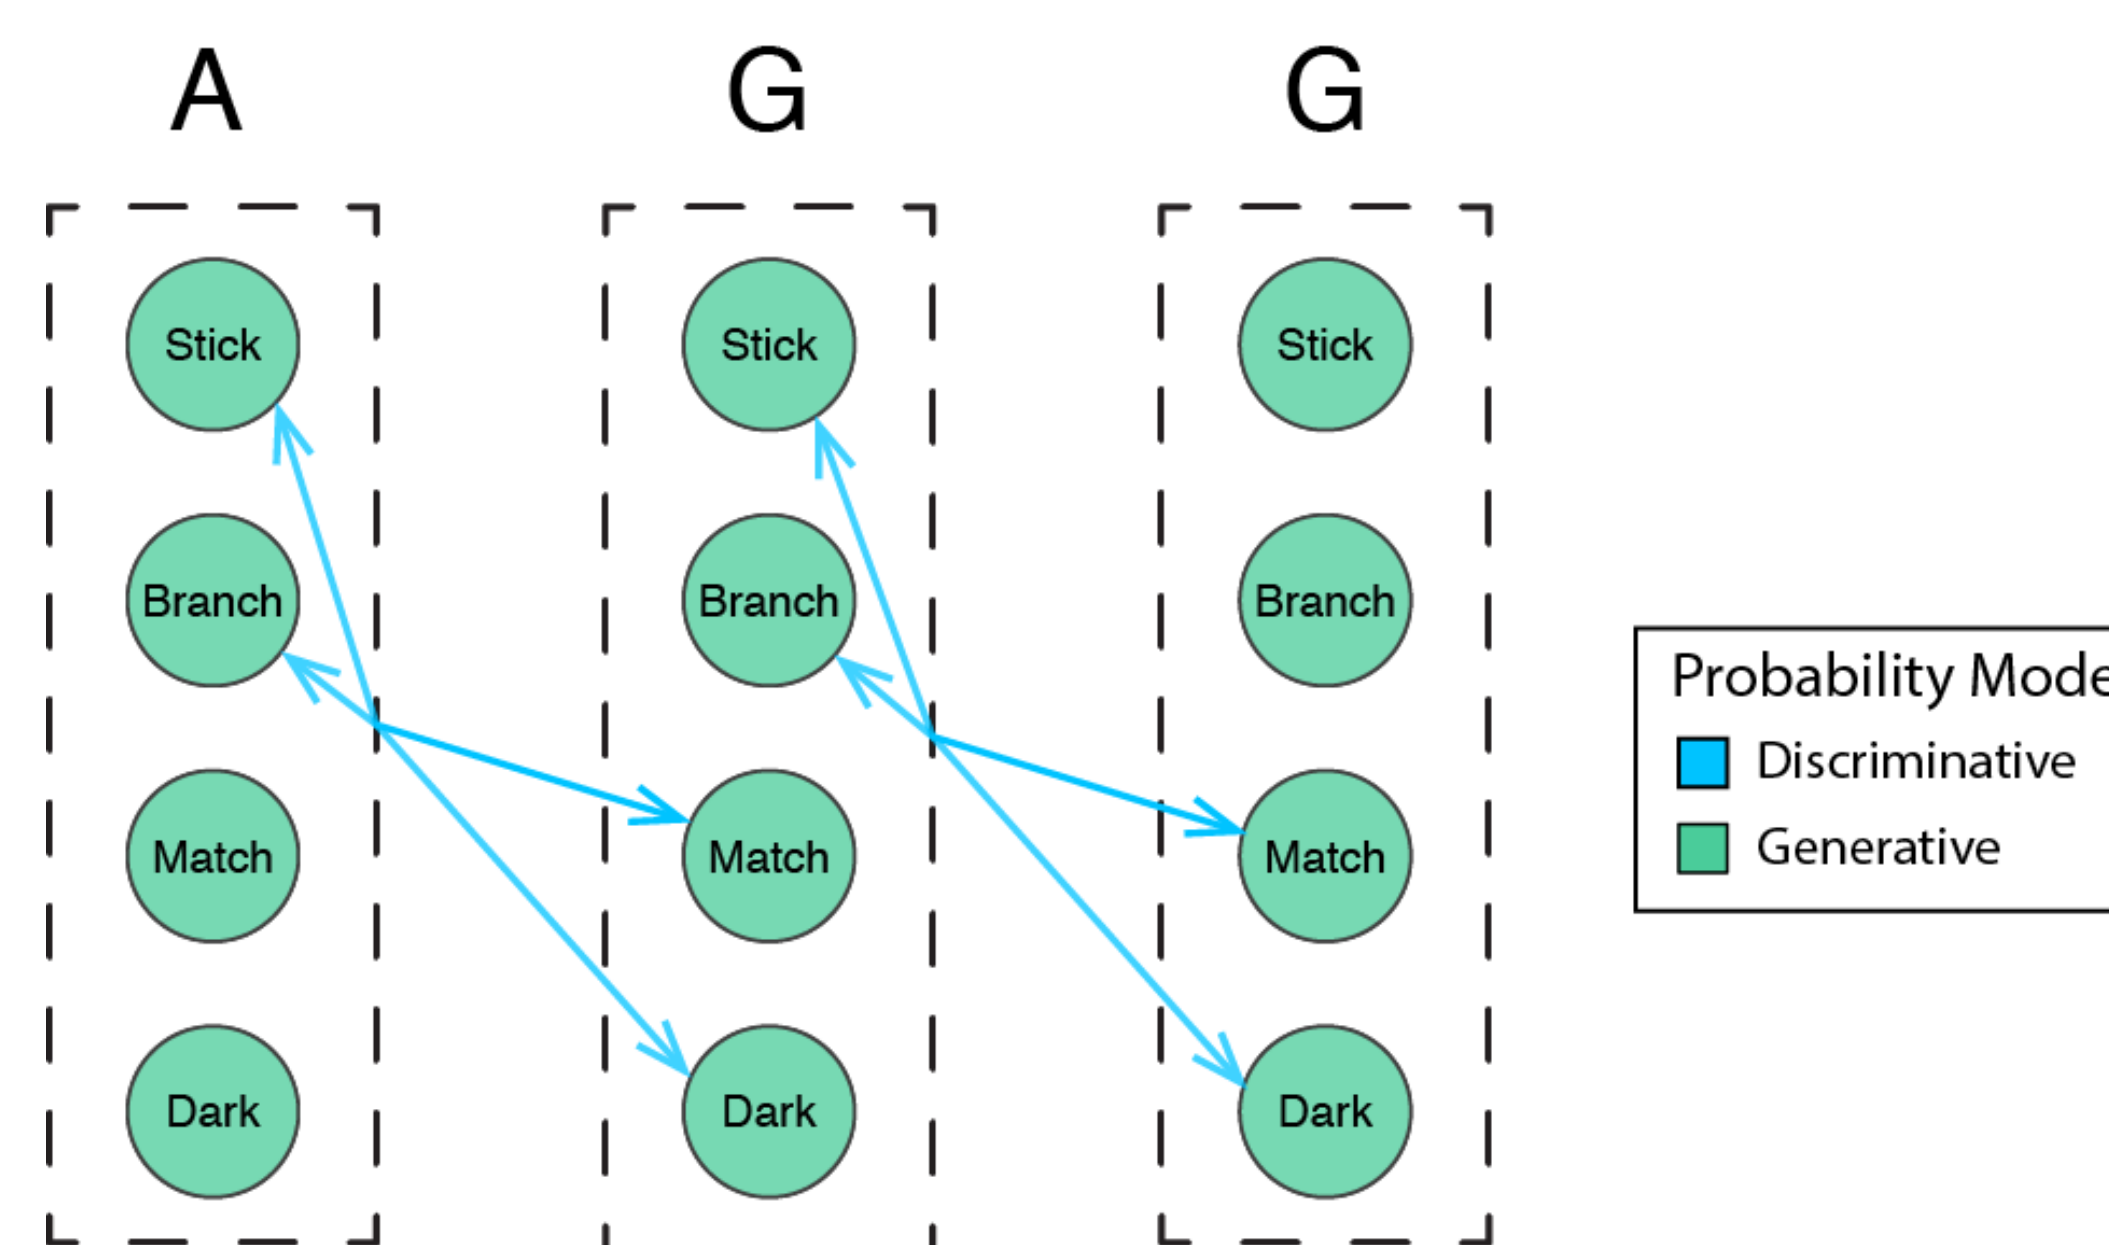 A G G
Stick Stick Stick
Branch Branch Branch
Match Match Match
Dark Dark Dark
Probability Mode
Discriminative
Generative